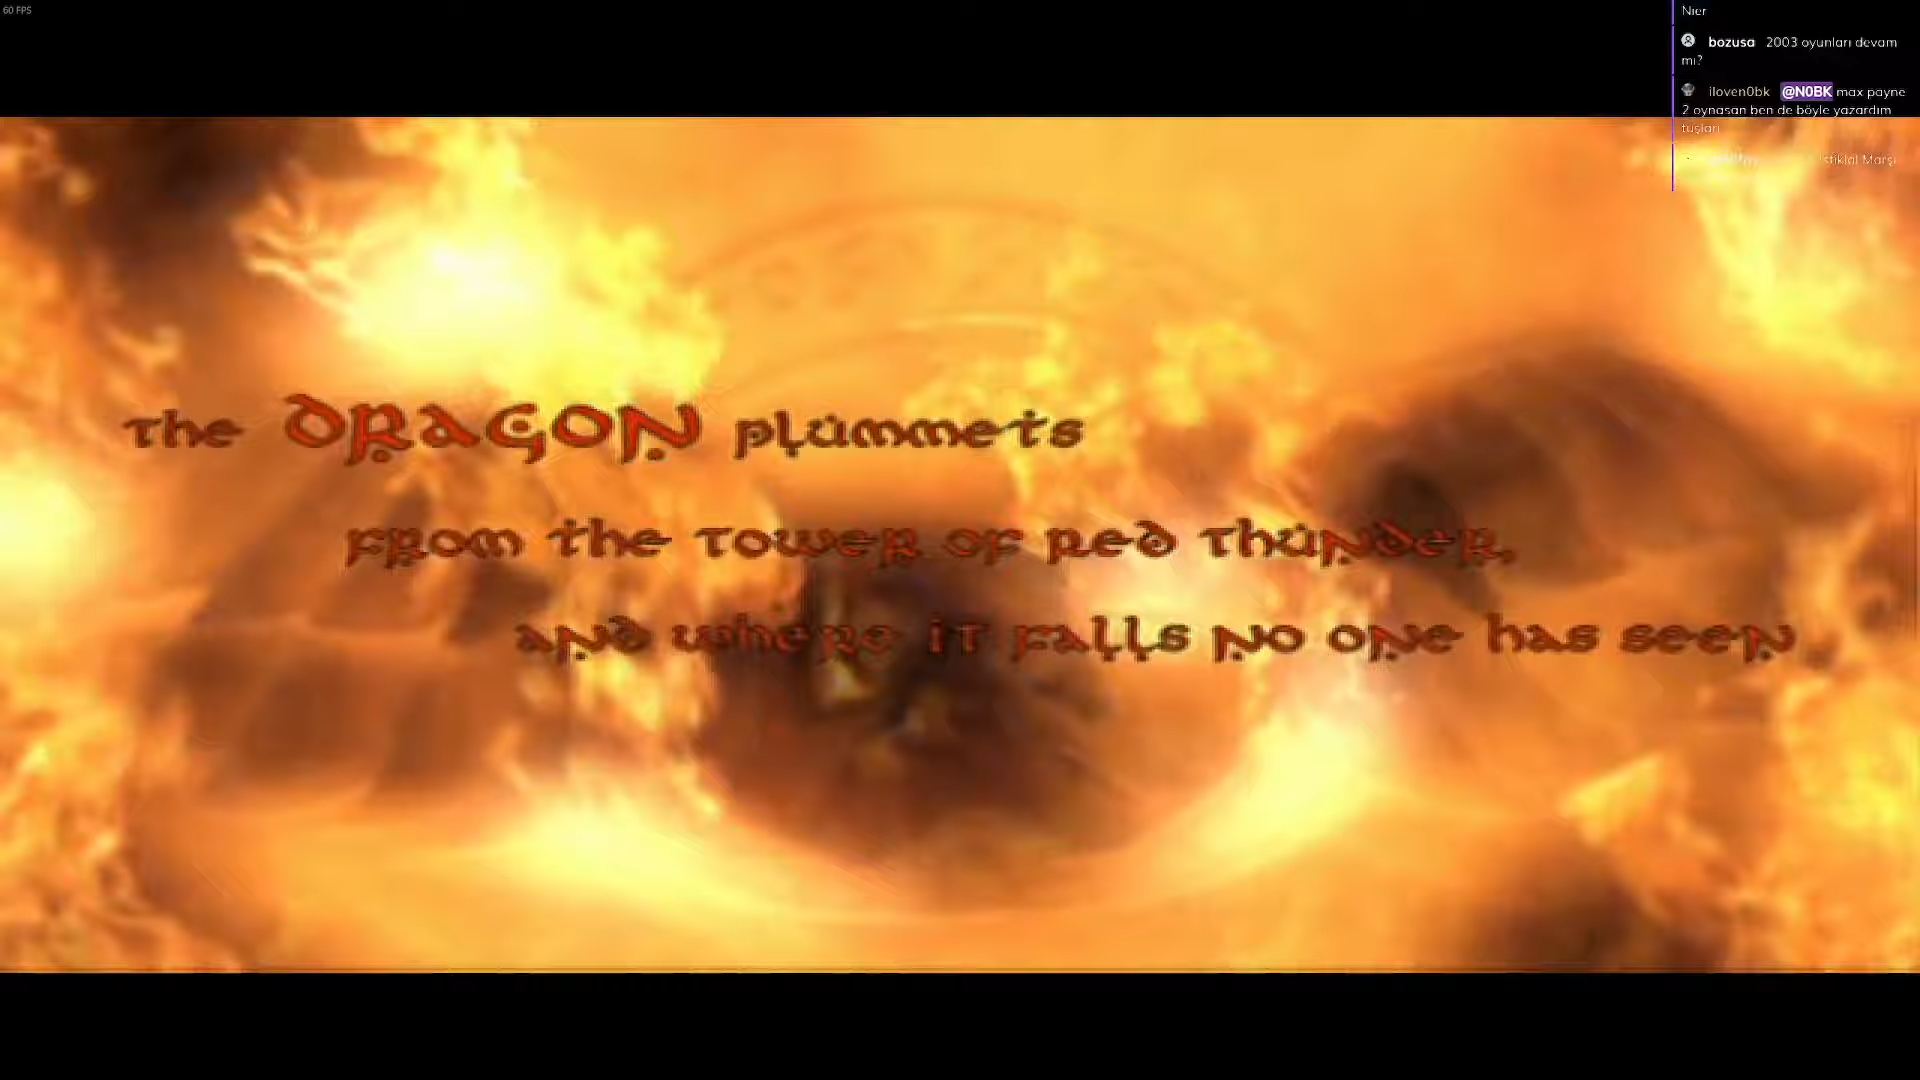 60 FPS
Nier
bozusa 2003 oyunları devam
mı?
iloven0bk @N0BK max payne
2 oynasan ben de böyle yazardım
tuşları
stiklal Marşı
The DRAGON plummets
From the Tower of Red Thunder,
and where it falls no one has seen